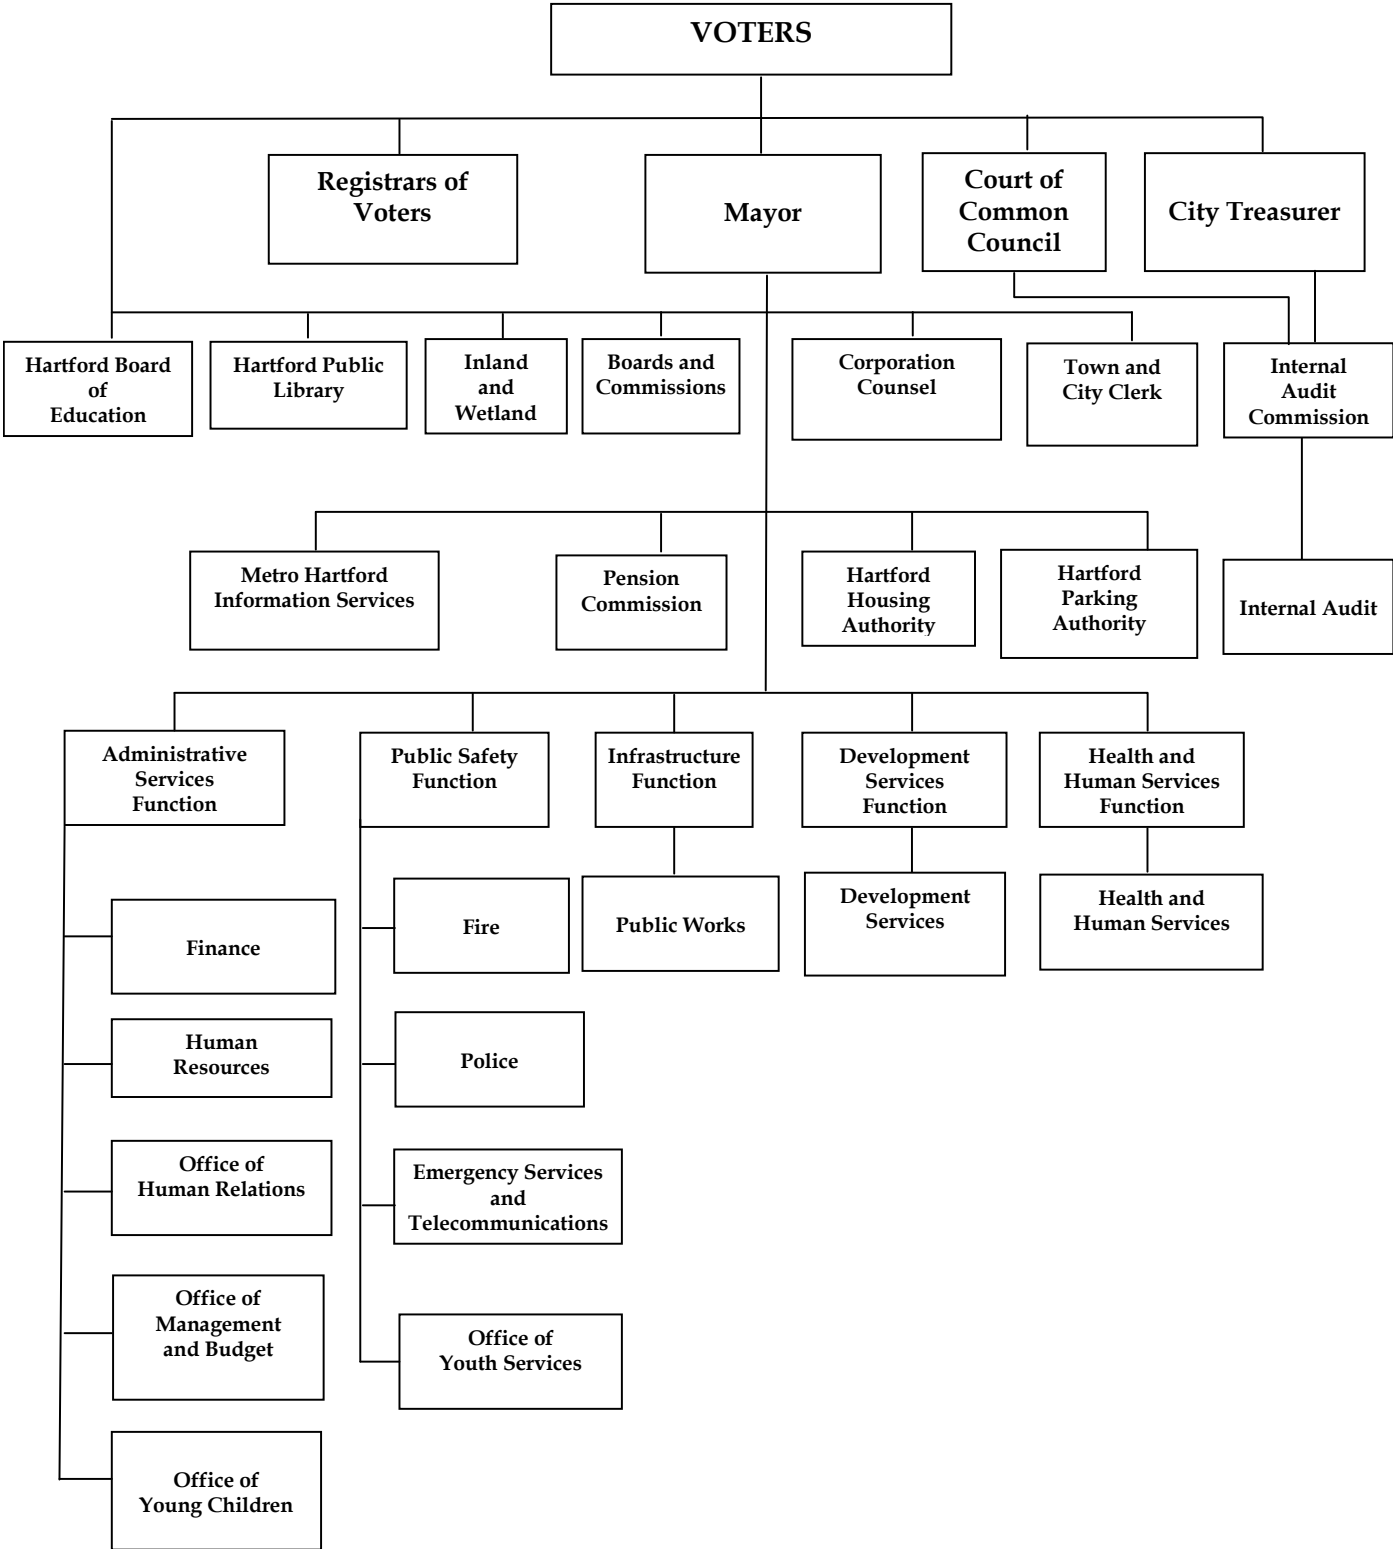 VOTERS
Registrars of
Voters
Mayor
Court of
Common
Council
City Treasurer
Hartford Board
of
Education
Hartford Public
Library
Inland
and
Wetland
Boards and
Commissions
Corporation
Counsel
Town and
City Clerk
Internal
Audit
Commission
Metro Hartford
Information Services
Pension
Commission
Hartford
Housing
Authority
Hartford
Parking
Authority
Internal Audit
Administrative
Services
Function
Public Safety
Function
Infrastructure
Function
Development
Services
Function
Health and
Human Services
Function
Finance
Fire
Public Works
Development
Services
Health and
Human Services
Human
Resources
Police
Office of
Human Relations
Emergency Services
and
Telecommunications
Office of
Management
and Budget
Office of
Youth Services
Office of
Young Children